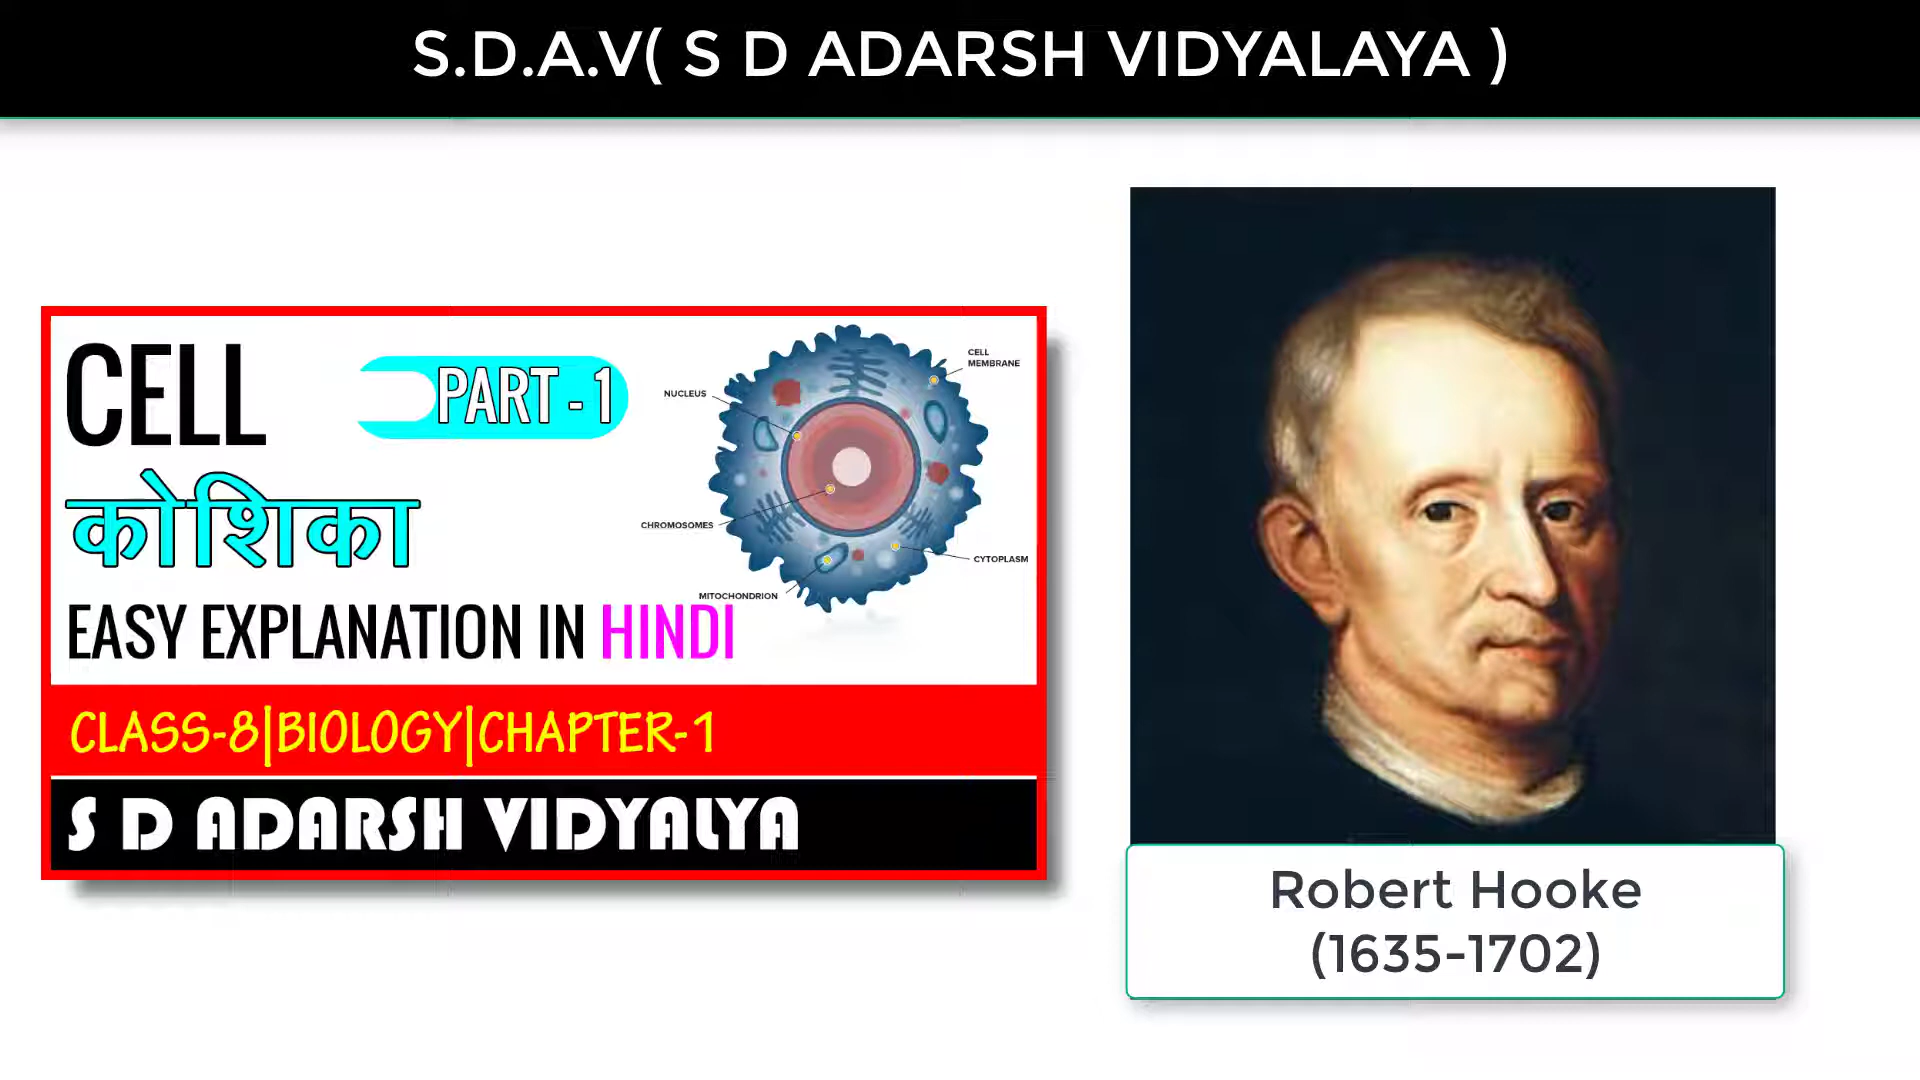 S.D.A.V( S D ADARSH VIDYALAYA )
CELL
PART - 1
कोशिका
EASY EXPLANATION IN HINDI
NUCLEUS
CELL
MEMBRANE
CHROMOSOMES
CYTOPLASM
MITOCHONDRION
CLASS-8|BIOLOGY|CHAPTER-1
S D ADARSH VIDYALYA
Robert Hooke
(1635-1702)